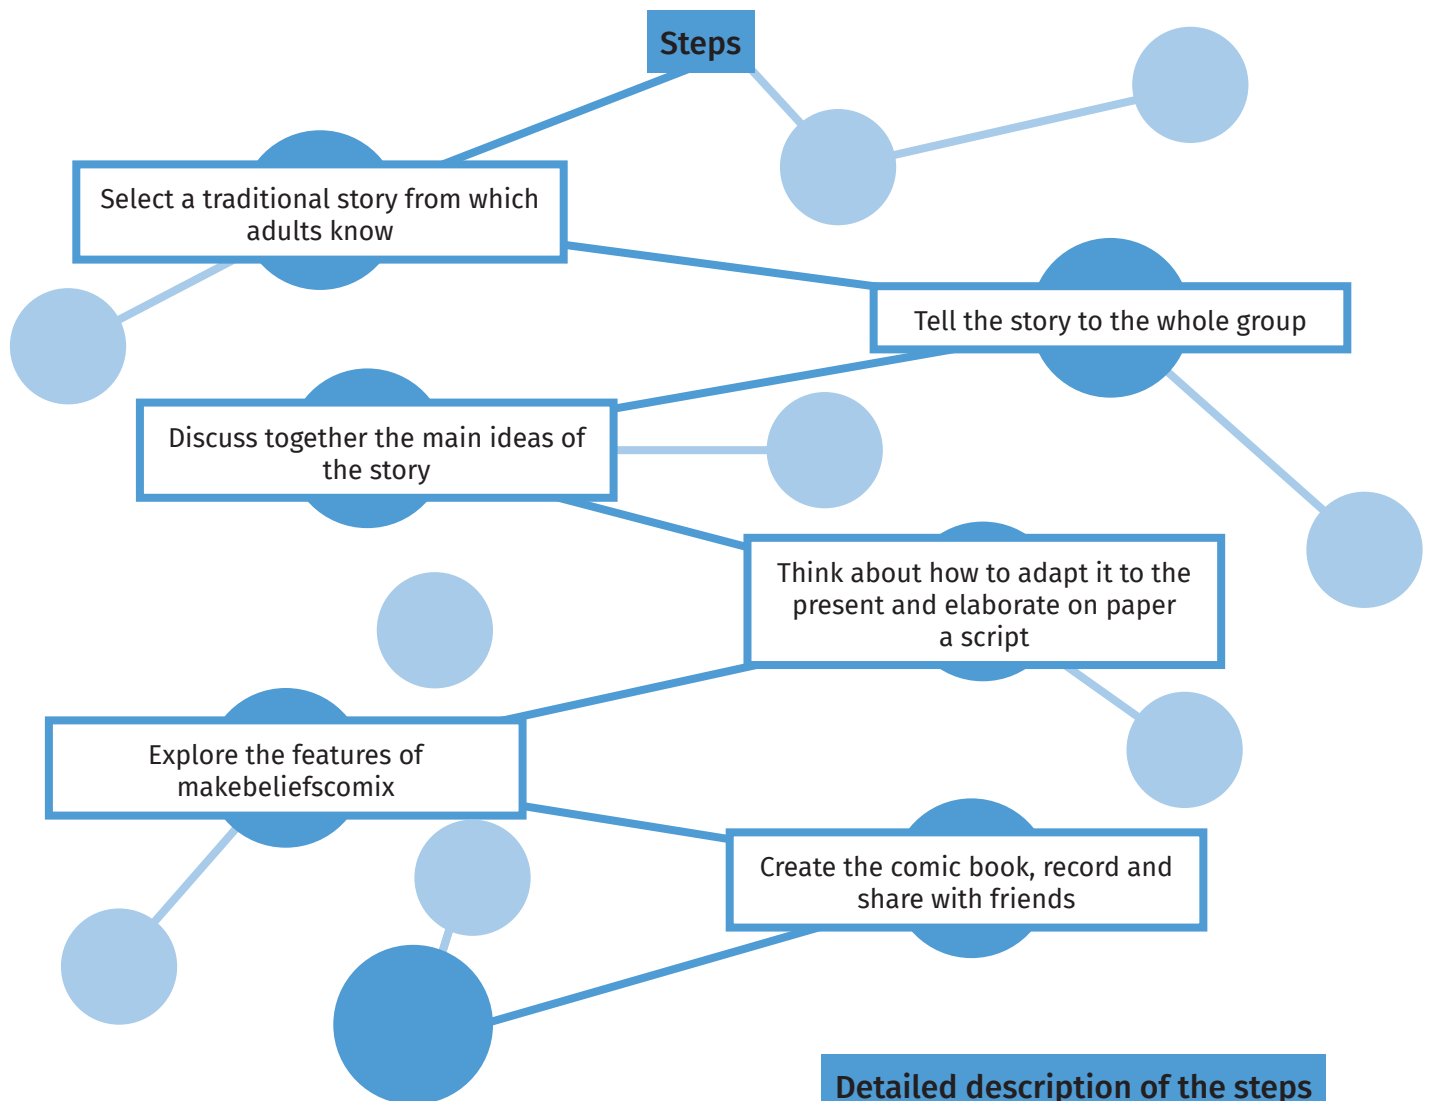 Steps
Select a traditional story from which
adults know
Tell the story to the whole group
Discuss together the main ideas of
the story
Think about how to adapt it to the
present and elaborate on paper
a script
Explore the features of
makebeliefscomix
Create the comic book, record and
share with friends
Detailed description of the steps